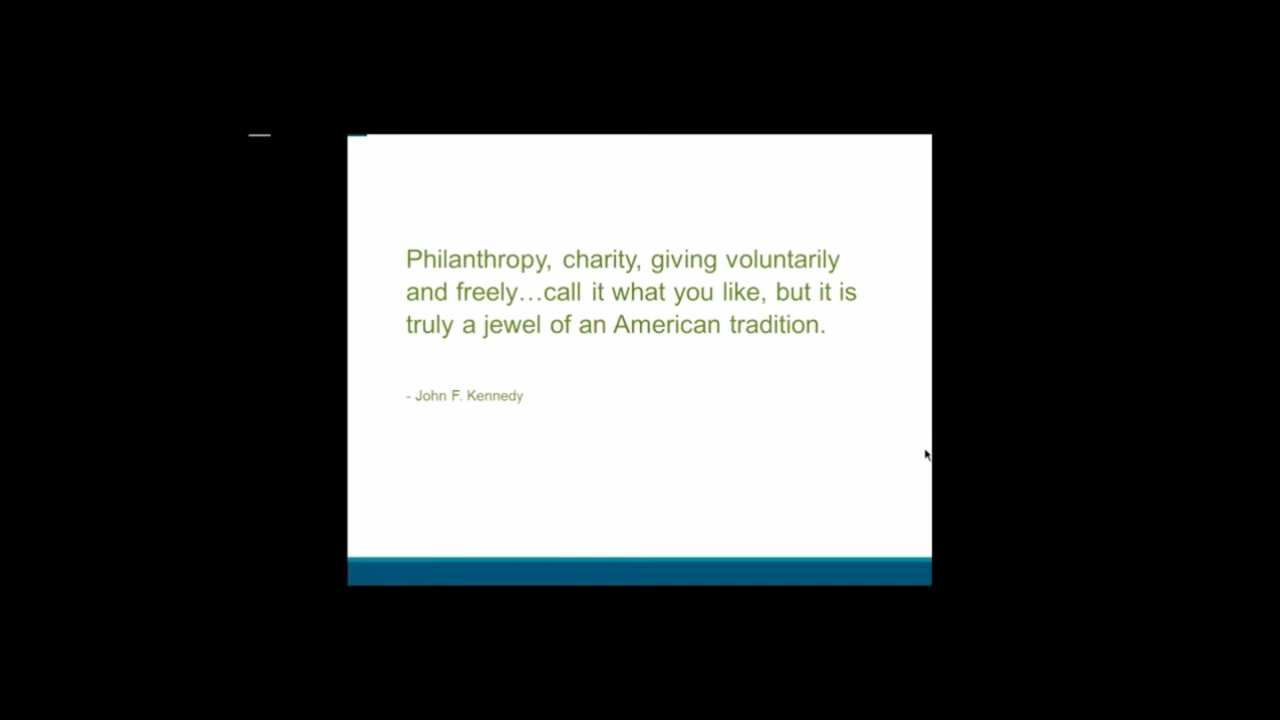 Philanthropy, charity, giving voluntarily
and freely…call it what you like, but it is
truly a jewel of an American tradition.
- John F. Kennedy